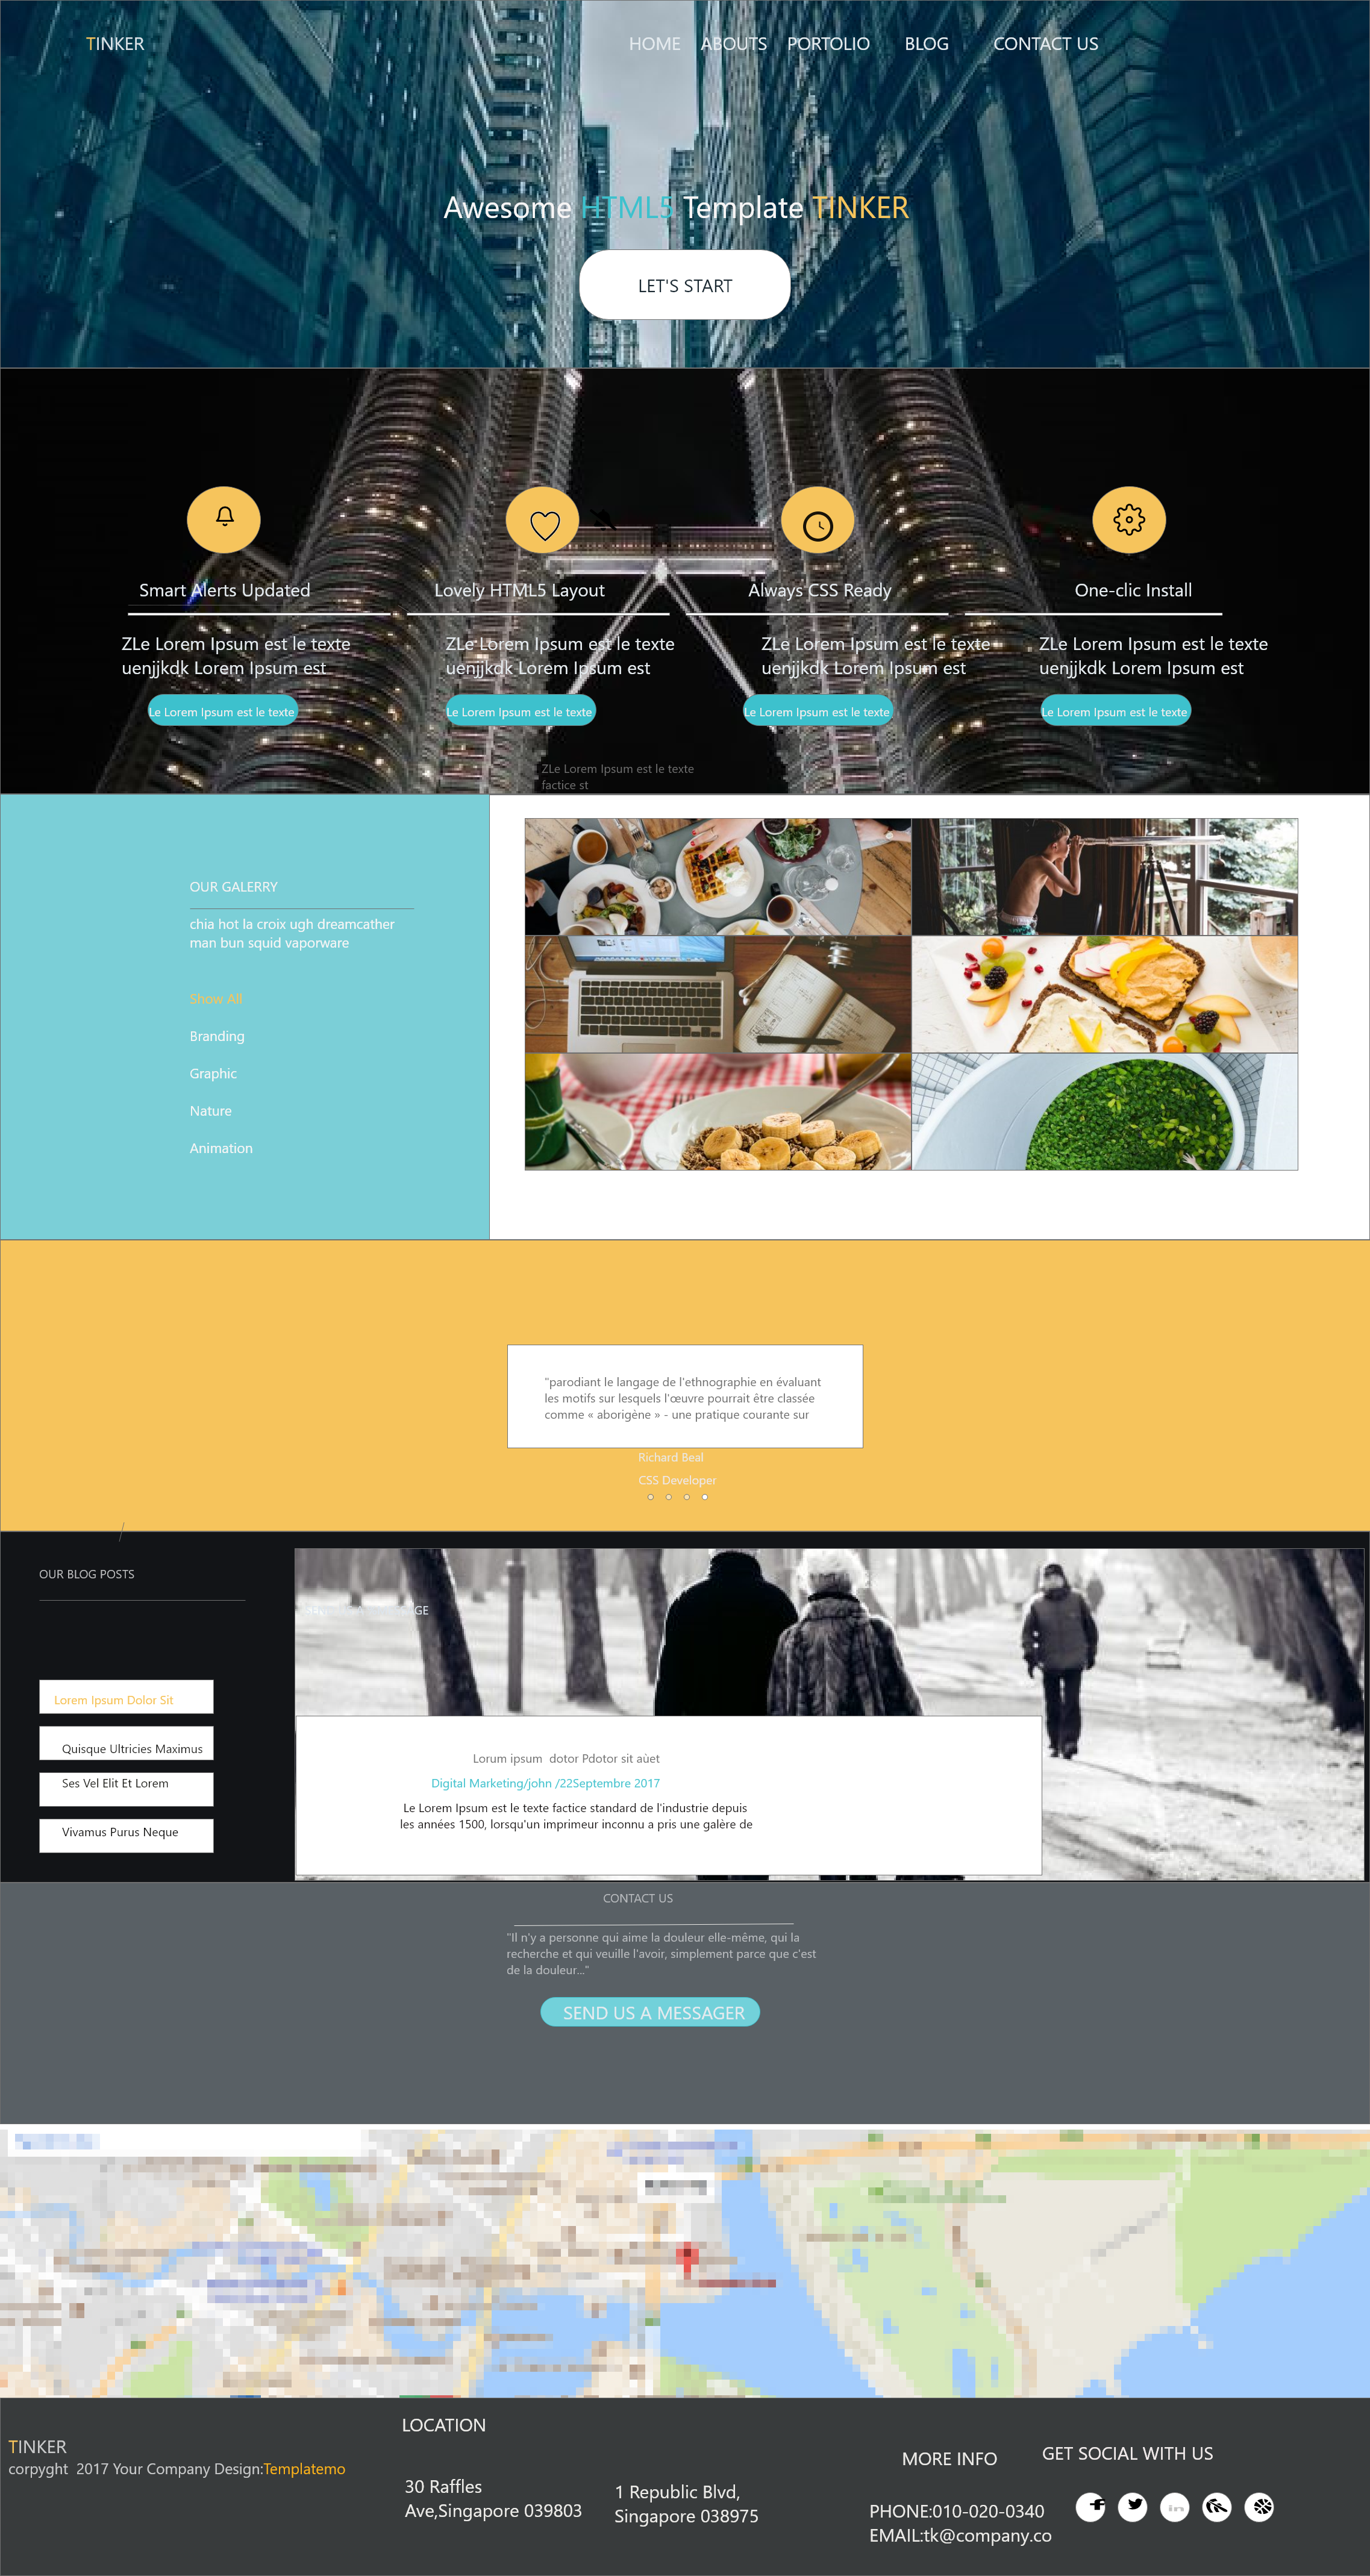 TINKER
HOME ABOUTS PORTOLIO BLOG CONTACT US
Awesome HTML5 Template TINKER
LET'S START
Smart Alerts Updated
ZLe Lorem Ipsum est le texte
uenjjkdk Lorem Ipsum est
Le Lorem Ipsum est le texte
Lovely HTML5 Layout
ZLe Lorem Ipsum est le texte
uenjjkdk Lorem Ipsum est
Le Lorem Ipsum est le texte
Always CSS Ready
ZLe Lorem Ipsum est le texte
uenjjkdk Lorem Ipsum est
Le Lorem Ipsum est le texte
One-clic Install
ZLe Lorem Ipsum est le texte
uenjjkdk Lorem Ipsum est
Le Lorem Ipsum est le texte
ZLe Lorem Ipsum est le texte
factice st
OUR GALERRY
chia hot la croix ugh dreamcather
man bun squid vaporware
Show All
Branding
Graphic
Nature
Animation
"parodiant le langage de l'ethnographie en évaluant
les motifs sur lesquels l'œuvre pourrait être classée
comme « aborigène » - une pratique courante sur
Richard Beal
CSS Developer
OUR BLOG POSTS
Lorem Ipsum Dolor Sit
Quisque Ultricies Maximus
Ses Vel Elit Et Lorem
Vivamus Purus Neque
Lorum ipsum dotor Pdotor sit aùet
Digital Marketing/john /22Septembre 2017
Le Lorem Ipsum est le texte factice standard de l'industrie depuis
les années 1500, lorsqu'un imprimeur inconnu a pris une galère de
CONTACT US
"Il n'y a personne qui aime la douleur elle-même, qui la
recherche et qui veuille l'avoir, simplement parce que c'est
de la douleur..."
SEND US A MESSAGER
TINKER
corpyght 2017 Your Company Design:Templatemo
LOCATION
30 Raffles
Ave,Singapore 039803
1 Republic Blvd,
Singapore 038975
MORE INFO
PHONE:010-020-0340
EMAIL:tk@company.co
GET SOCIAL WITH US